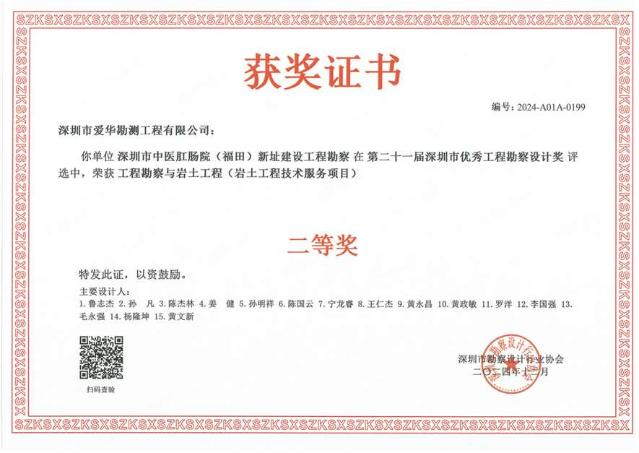 获奖证书
编号: 2024-A01A-0199
深圳市爱华勘测工程有限公司：
你单位 深圳市中医肛肠院（福田）新址建设工程勘察 在 第二十一届深圳市优秀工程勘察设计奖 评
选中，荣获 工程勘察与岩土工程（岩土工程技术服务项目）
二等奖
特发此证，以资鼓励。
主要设计人：
1.鲁志杰 2.孙 凡 3.陈杰林 4.姜 健 5.孙明祥 6.陈国云 7.宁龙睿 8.王仁杰 9.黄永昌 10.黄政敏 11.罗洋 12.李国强 13.
毛永强 14.杨隆坤 15.黄文新
扫码查验
深圳市勘察设计行业协会
二〇二四年十二月